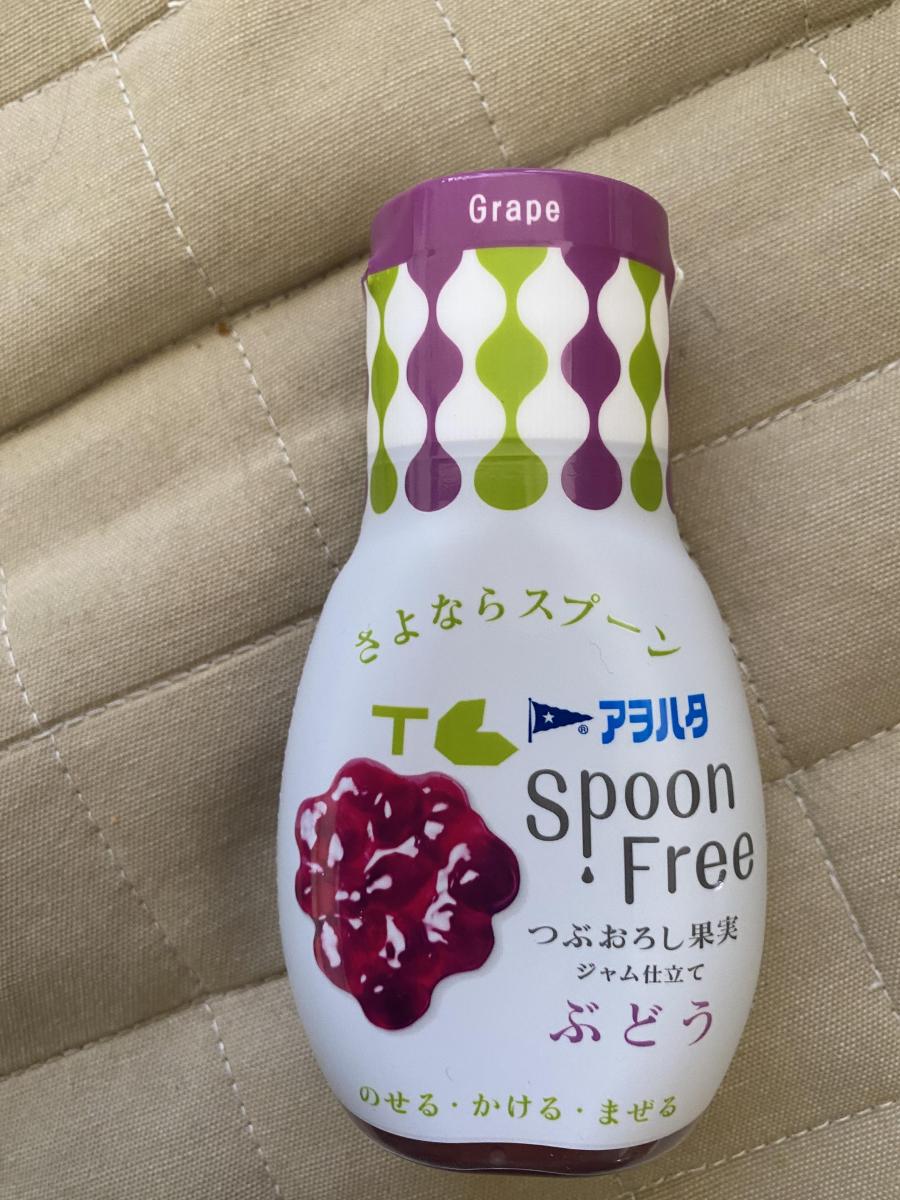 Grape
さよならスプーン
アヲハタ
Spoon
Free
つぶおろし果実
ジャム仕立て
ぶどう
のせる・かける・まぜる